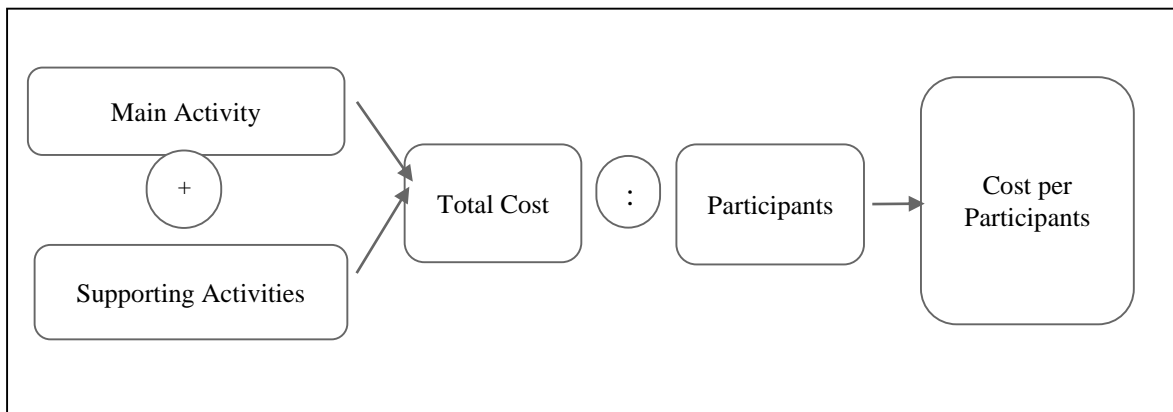 Main Activity
+
Supporting Activities
Total Cost
:
Participants
Cost per
Participants